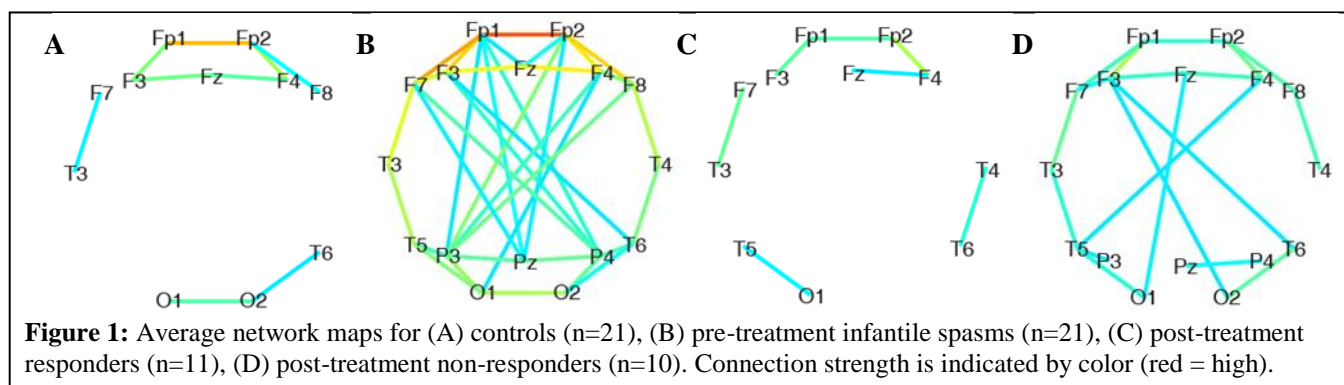 A
Fp1 Fp2
F3 Fz F4
F7 F8
T3
T6
O1 O2
B
Fp1 Fp2
F7 F3 Fz F4 F8
T3 T4
T5 P3 Pz P4 T6
O1 O2
C
Fp1 Fp2
F3 Fz F4
F7
T3 T4
T5 T6
O1
D
Fp1 Fp2
F7 F3 Fz F4 F8
T3 T4
T5 P3 Pz P4 T6
O1 O2
Figure 1: Average network maps for (A) controls (n=21), (B) pre-treatment infantile spasms (n=21), (C) post-treatment
responders (n=11), (D) post-treatment non-responders (n=10). Connection strength is indicated by color (red = high).